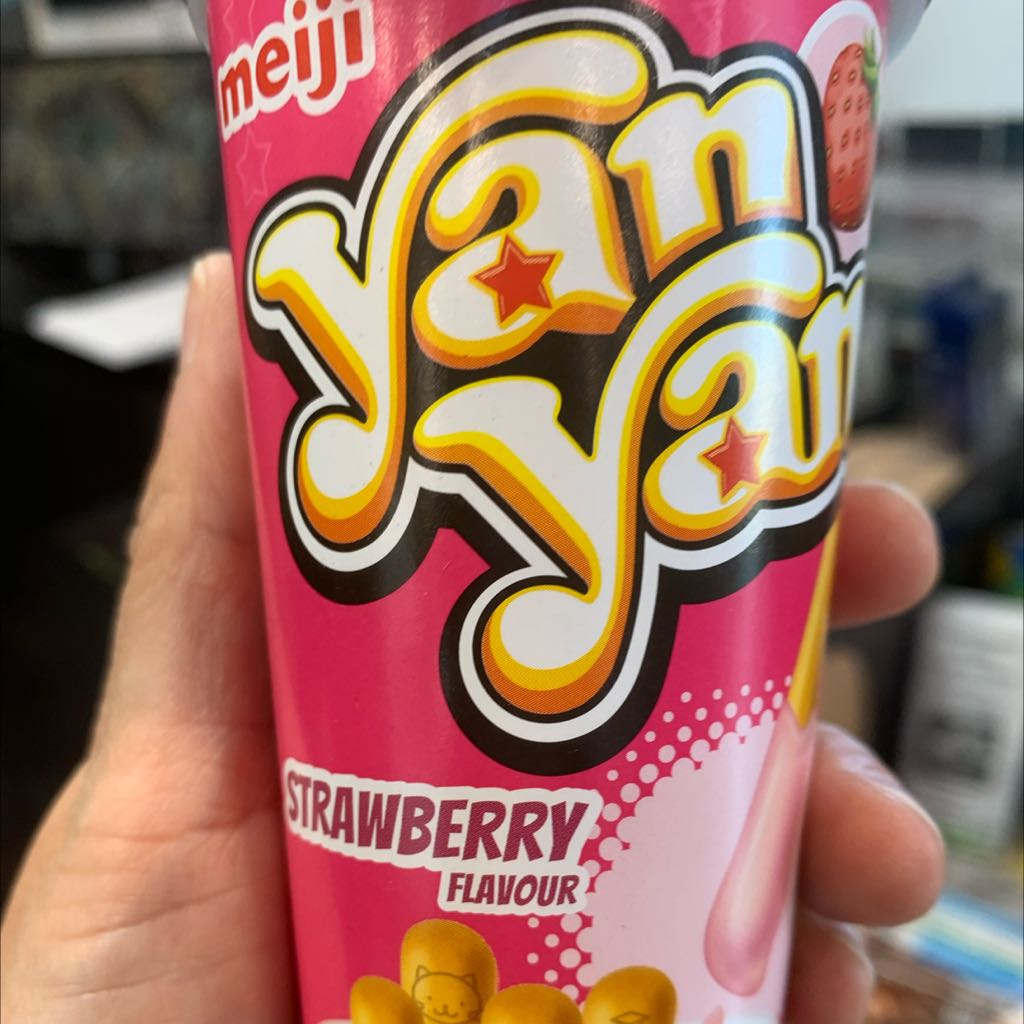 meiji
yan
yan
STRAWBERRY
FLAVOUR